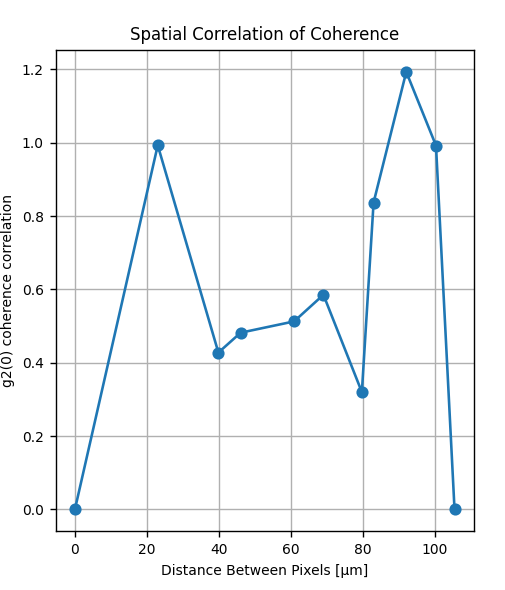 Spatial Correlation of Coherence
1.2
1.0
0.8
0.6
0.4
0.2
0.0
g2(0) coherence correlation
0 20 40 60 80 100
Distance Between Pixels [µm]